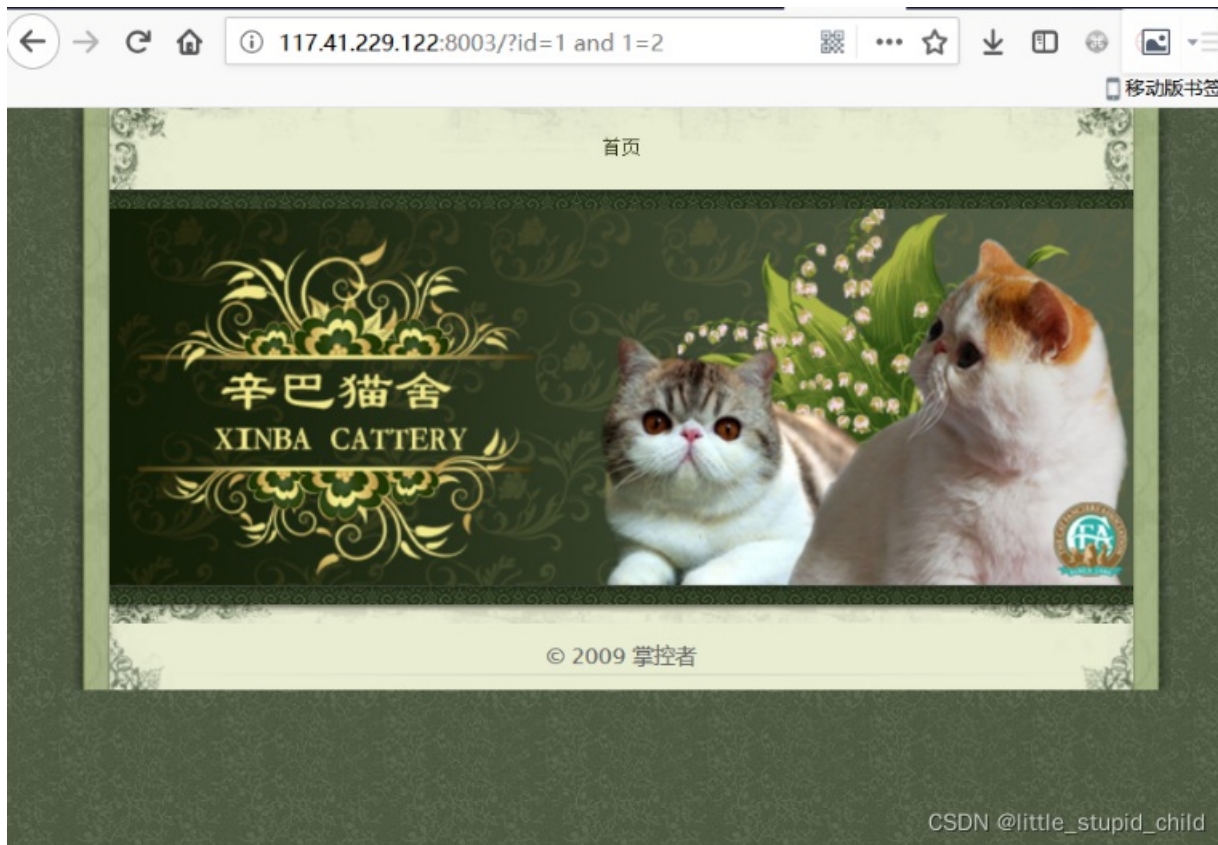 117.41.229.122:8003/?id=1 and 1=2
移动版书签
首页
辛巴猫舍
XINBA CATTERY
FA
© 2009 掌控者
CSDN @little_stupid_child